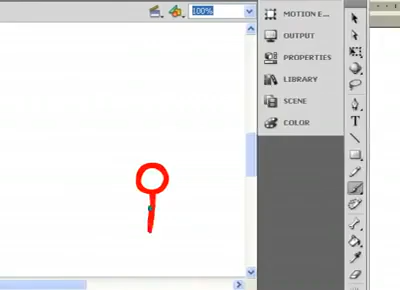 100%
MOTION E...
OUTPUT
PROPERTIES
LIBRARY
SCENE
COLOR
T